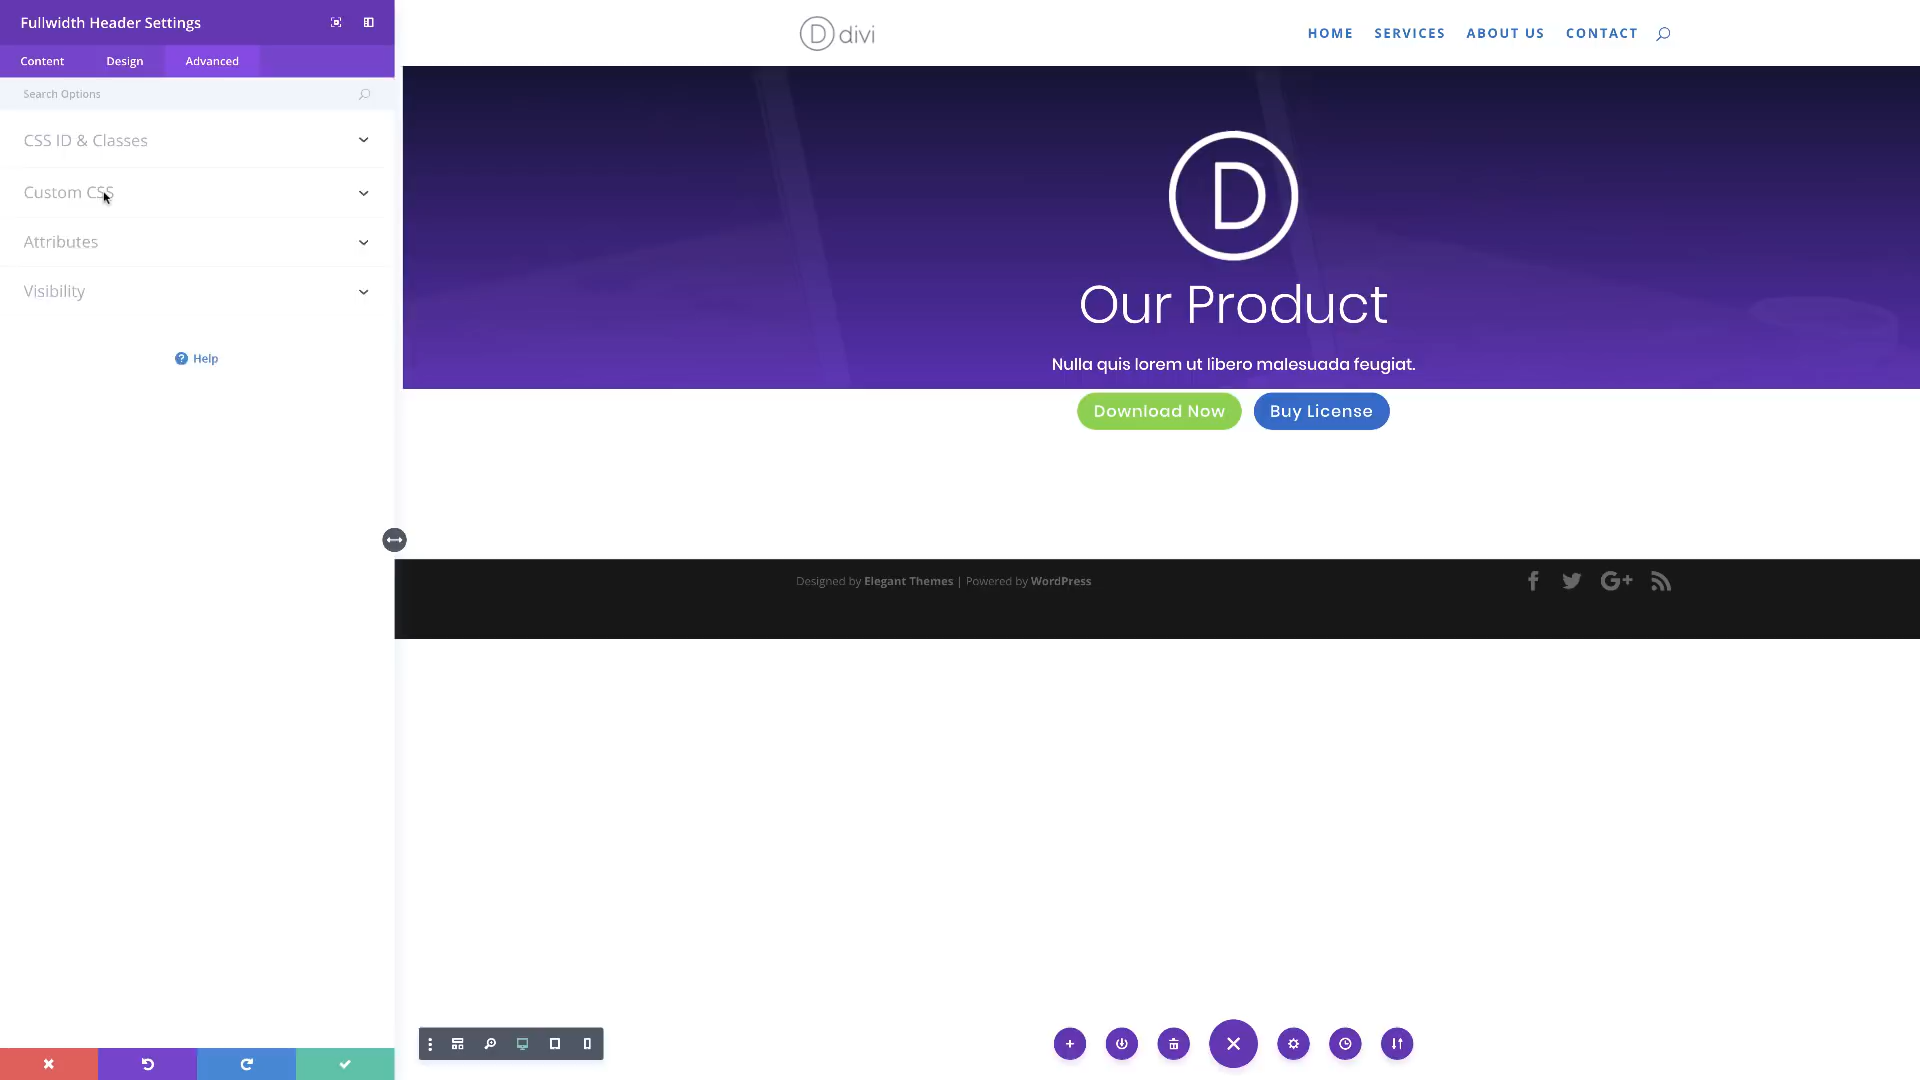 Fullwidth Header Settings
Content Design Advanced
Search Options
CSS ID & Classes
Custom CSS
Attributes
Visibility
? Help
D divi
HOME SERVICES ABOUT US CONTACT
D
Our Product
Nulla quis lorem ut libero malesuada feugiat.
Download Now Buy License
Designed by Elegant Themes | Powered by WordPress